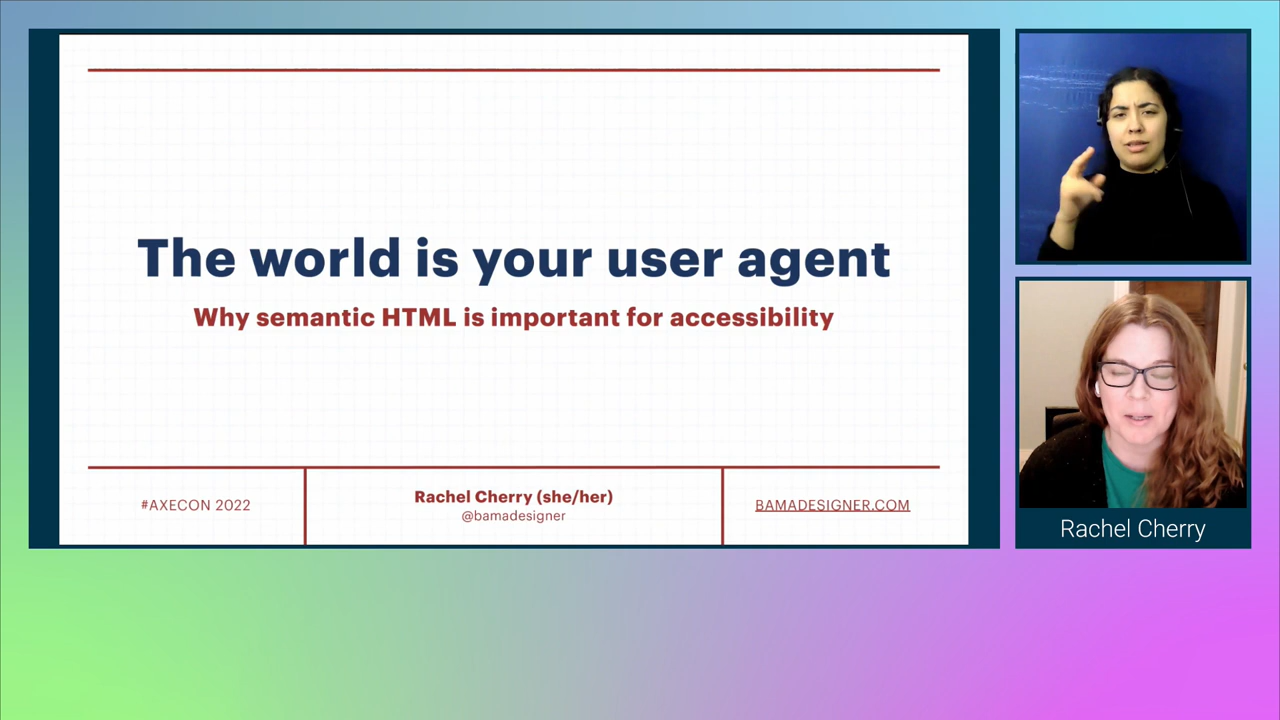 The world is your user agent
Why semantic HTML is important for accessibility
#AXECON 2022
Rachel Cherry (she/her)
@bamadesigner
BAMADESIGNER.COM
Rachel Cherry